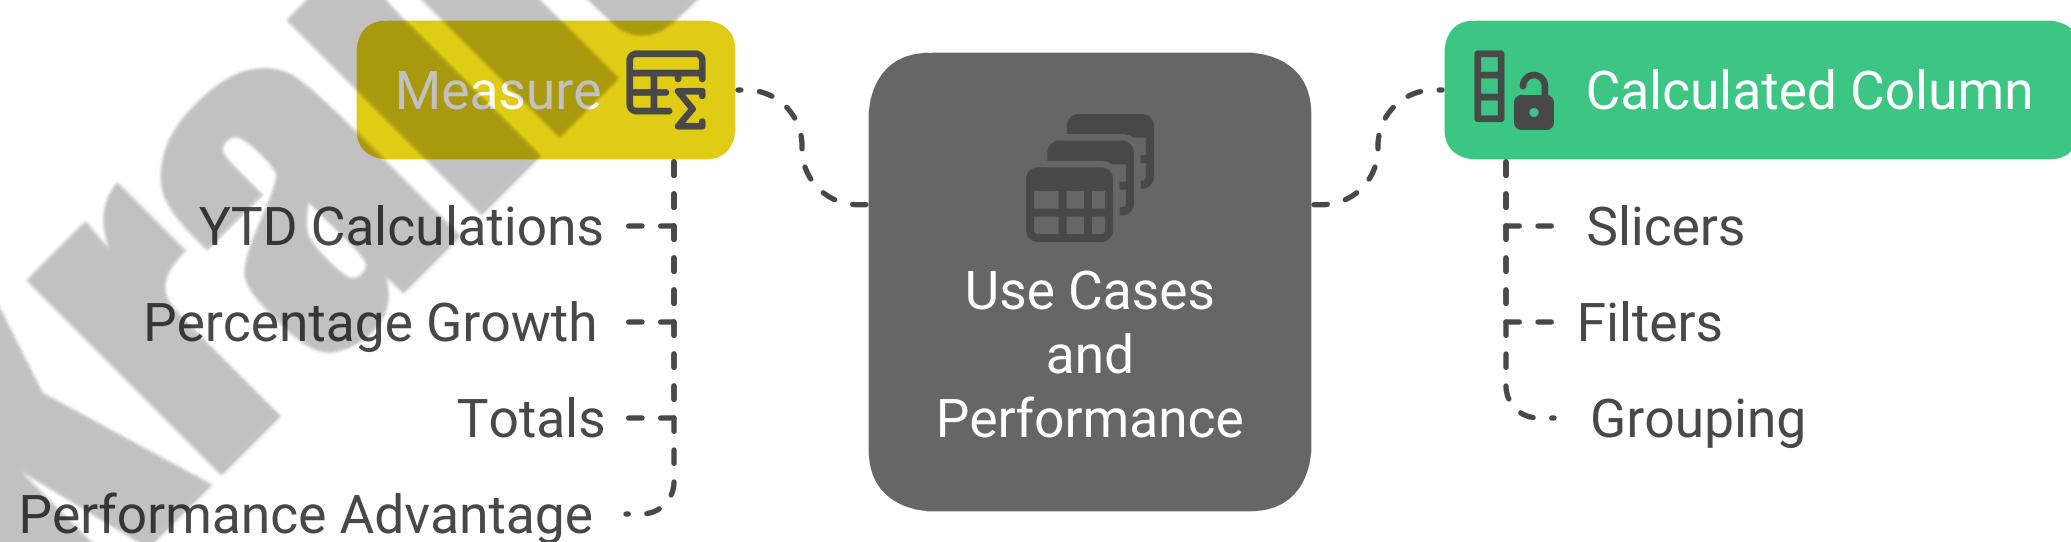 Measure
YTD Calculations
Percentage Growth
Totals
Performance Advantage
Use Cases
and
Performance
Calculated Column
Slicers
Filters
Grouping